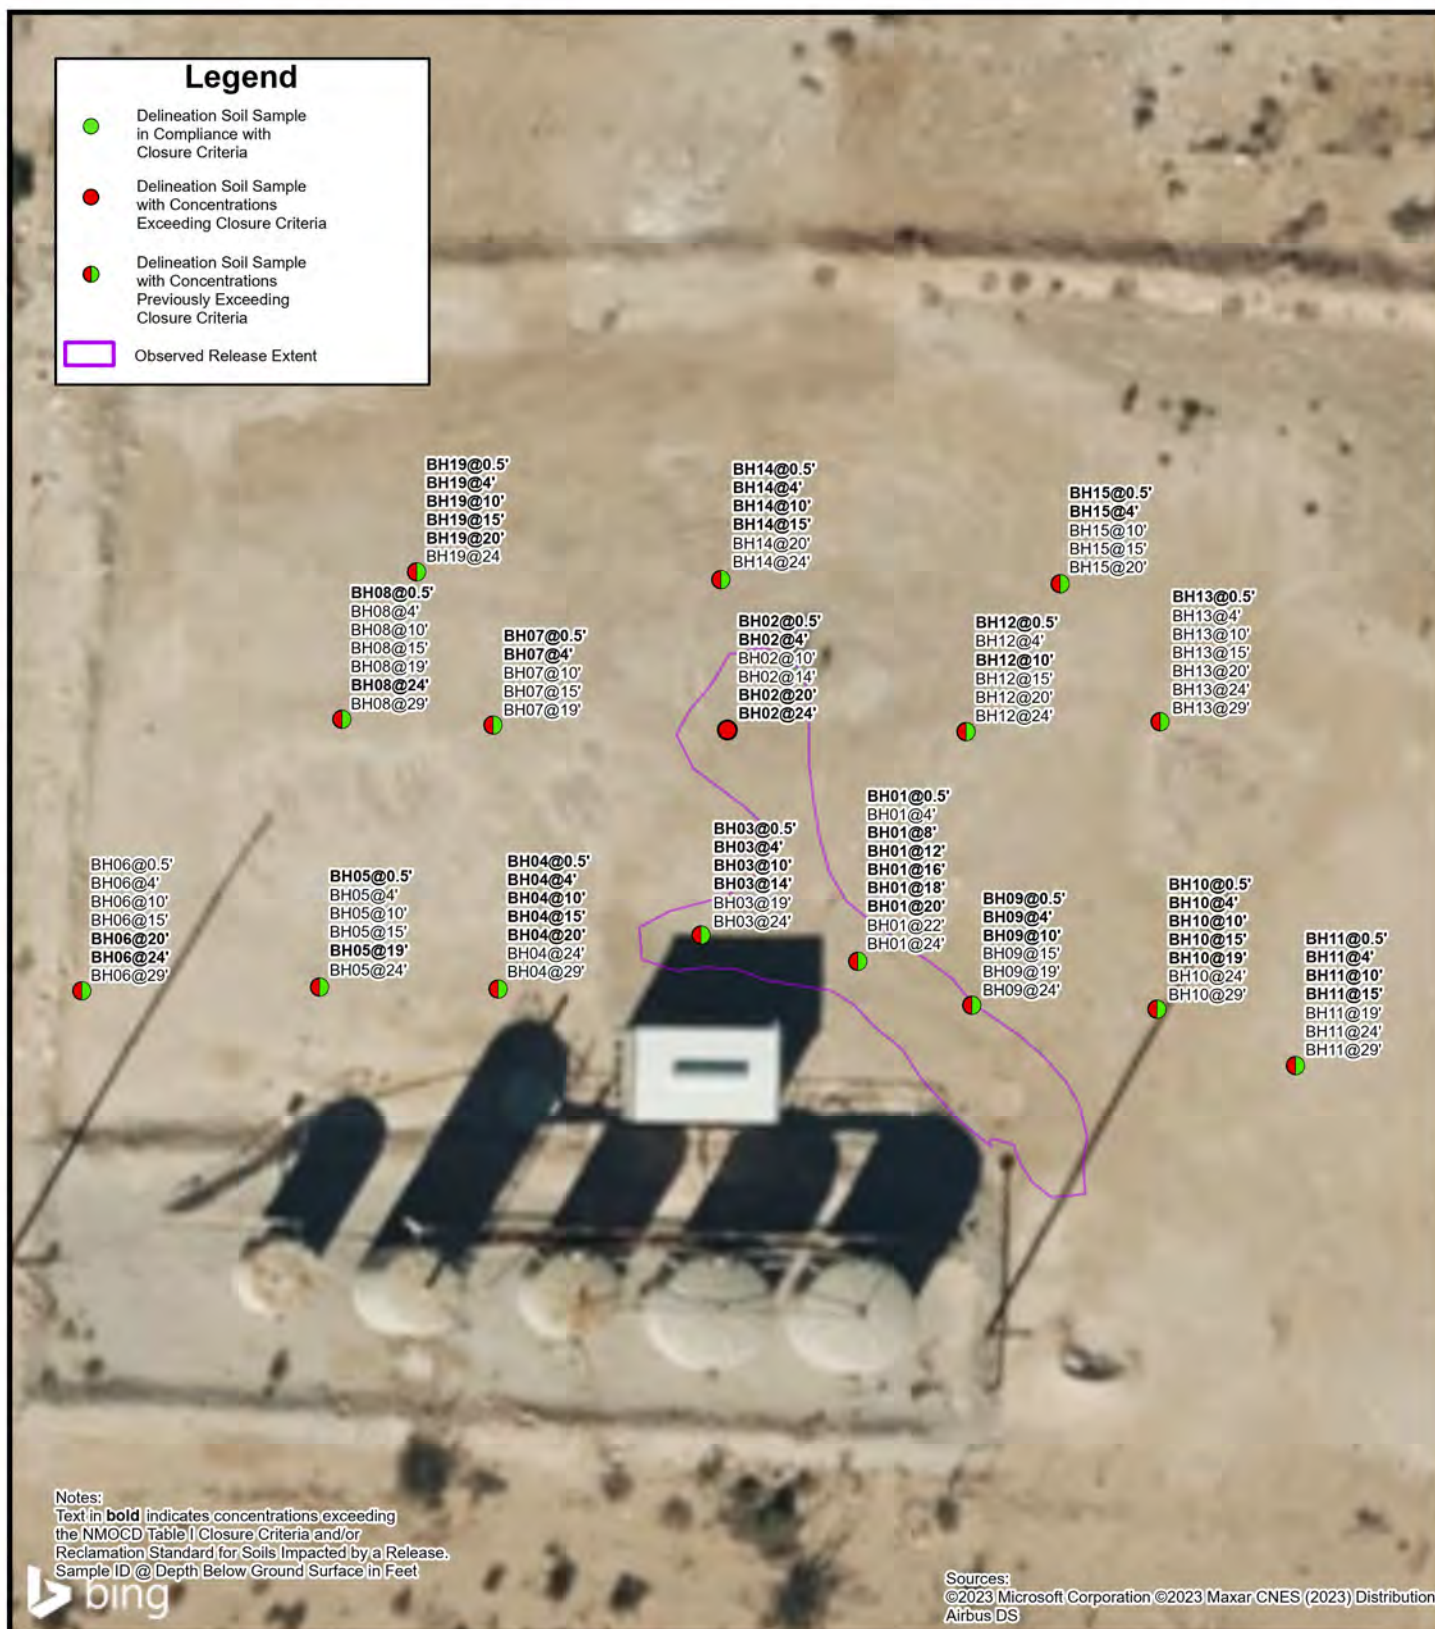 Legend
Delineation Soil Sample
in Compliance with
Closure Criteria
Delineation Soil Sample
with Concentrations
Exceeding Closure Criteria
Delineation Soil Sample
with Concentrations
Previously Exceeding
Closure Criteria
Observed Release Extent
BH19@0.5'
BH19@4'
BH19@10'
BH19@15'
BH19@20'
BH19@24
BH14@0.5'
BH14@4'
BH14@10'
BH14@15'
BH14@20'
BH14@24'
BH15@0.5'
BH15@4'
BH15@10'
BH15@15'
BH15@20'
BH08@0.5'
BH08@4'
BH08@10'
BH08@15'
BH08@19'
BH08@24'
BH08@29'
BH07@0.5'
BH07@4'
BH07@10'
BH07@15'
BH07@19'
BH02@0.5'
BH02@4'
BH02@10'
BH02@14'
BH02@20'
BH02@24'
BH12@0.5'
BH12@4'
BH12@10'
BH12@15'
BH12@20'
BH12@24'
BH13@0.5'
BH13@4'
BH13@10'
BH13@15'
BH13@20'
BH13@24'
BH13@29'
BH06@0.5'
BH06@4'
BH06@10'
BH06@15'
BH06@20'
BH06@24'
BH06@29'
BH05@0.5'
BH05@4'
BH05@10'
BH05@15'
BH05@19'
BH05@24'
BH04@0.5'
BH04@4'
BH04@10'
BH04@15'
BH04@20'
BH04@24'
BH04@29'
BH03@0.5'
BH03@4'
BH03@10'
BH03@14'
BH03@19'
BH03@24'
BH01@0.5'
BH01@4'
BH01@8'
BH01@12'
BH01@16'
BH01@18'
BH01@20'
BH01@22'
BH01@24'
BH09@0.5'
BH09@4'
BH09@10'
BH09@15'
BH09@19'
BH09@24'
BH10@0.5'
BH10@4'
BH10@10'
BH10@15'
BH10@19'
BH10@24'
BH10@29'
BH11@0.5'
BH11@4'
BH11@10'
BH11@15'
BH11@19'
BH11@24'
BH11@29'
Notes:
Text in bold indicates concentrations exceeding
the NMOCD Table I Closure Criteria and/or
Reclamation Standard for Soils Impacted by a Release.
Sample ID @ Depth Below Ground Surface in Feet
bing
Sources:
©2023 Microsoft Corporation ©2023 Maxar CNES (2023) Distribution
Airbus DS